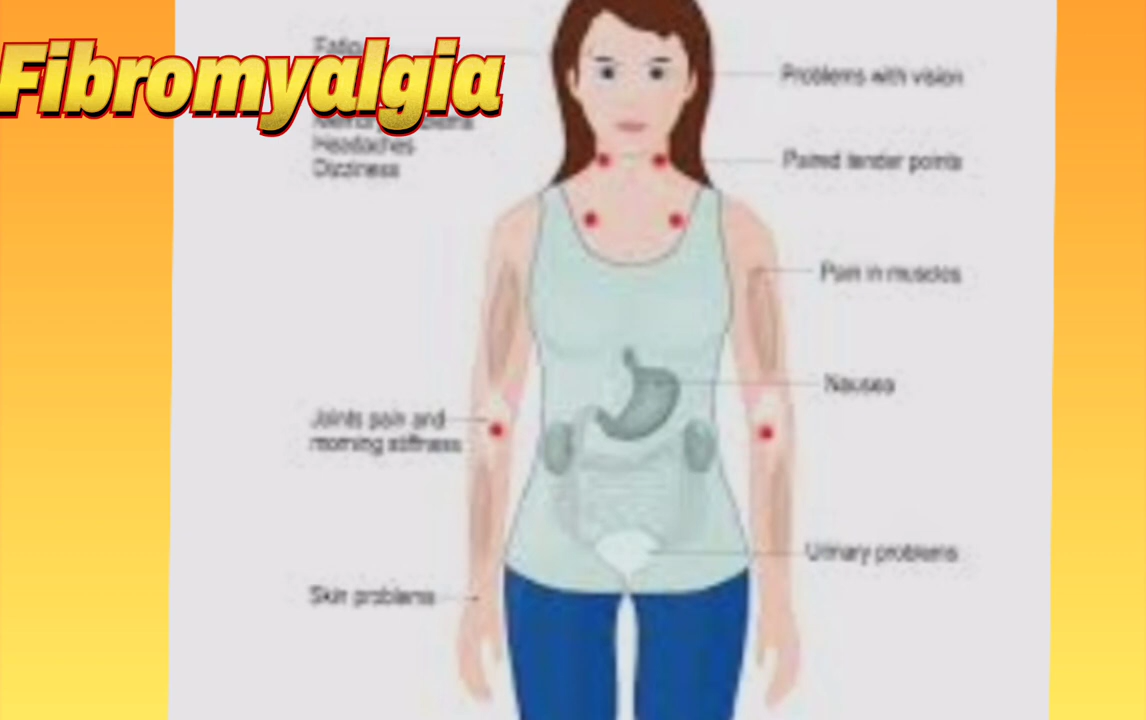 Fibromyalgia
Headaches
Dizziness
Problems with vision
Paired tender points
Pain in muscles
Nausea
Joints pain and
morning stiffness
Urinary problems
Skin problems